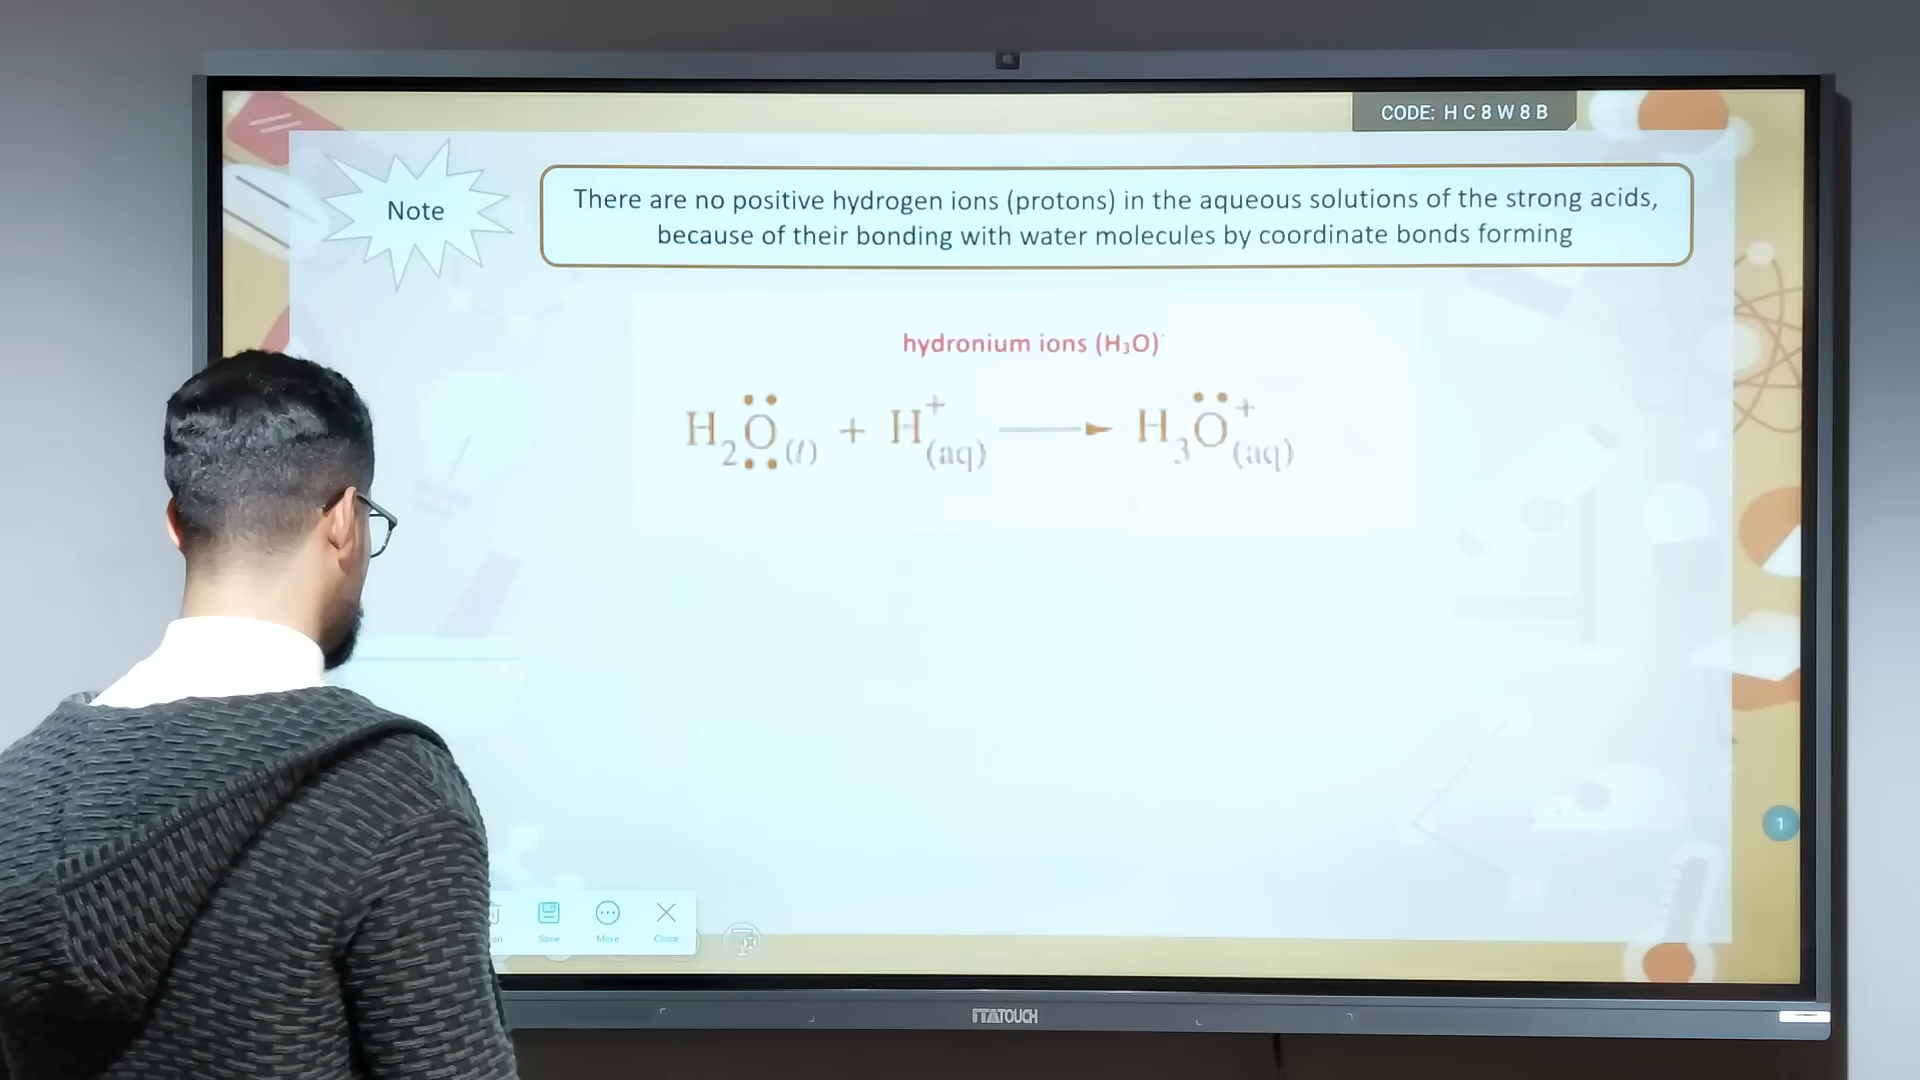 CODE: H C 8 W 8 B
Note
There are no positive hydrogen ions (protons) in the aqueous solutions of the strong acids,
because of their bonding with water molecules by coordinate bonds forming
hydronium ions (H₃O)⁻
H₂O(l) + H⁺(aq) → H₃O⁺(aq)
1
Save More Close
ITATOUCH